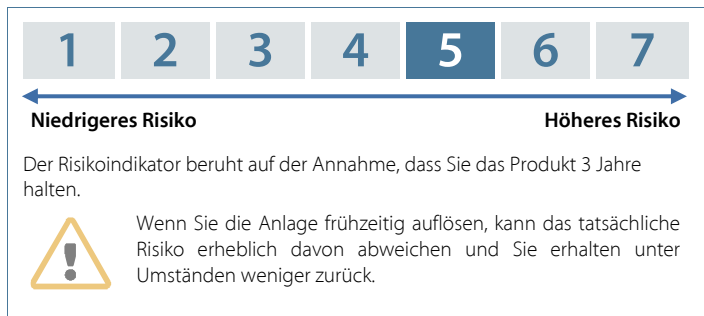 1 2 3 4 5 6 7
Niedrigeres Risiko Höheres Risiko
Der Risikoindikator beruht auf der Annahme, dass Sie das Produkt 3 Jahre
halten.
Wenn Sie die Anlage frühzeitig auflösen, kann das tatsächliche
Risiko erheblich davon abweichen und Sie erhalten unter
Umständen weniger zurück.